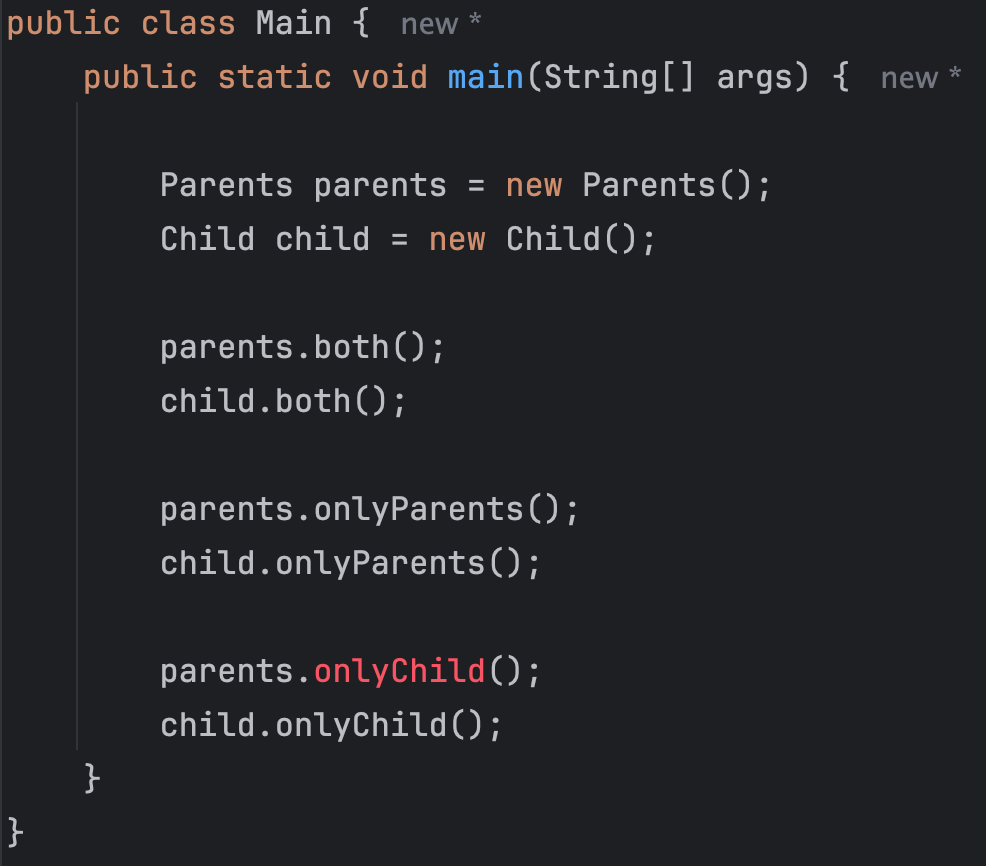 public class Main {  new *
    public static void main(String[] args) {  new *
        Parents parents = new Parents();
        Child child = new Child();
        parents.both();
        child.both();
        parents.onlyParents();
        child.onlyParents();
        parents.onlyChild();
        child.onlyChild();
    }
}